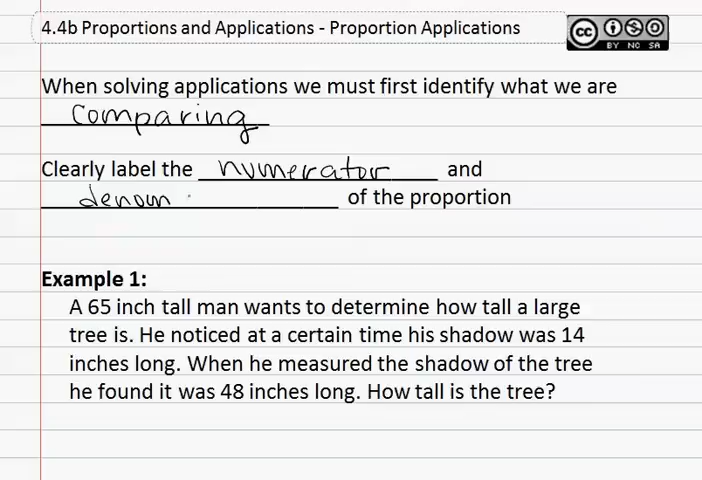 4.4b Proportions and Applications - Proportion Applications
cc BY NC SA
When solving applications we must first identify what we are
comparing
Clearly label the numerator and
denom of the proportion
Example 1:
A 65 inch tall man wants to determine how tall a large
tree is. He noticed at a certain time his shadow was 14
inches long. When he measured the shadow of the tree
he found it was 48 inches long. How tall is the tree?